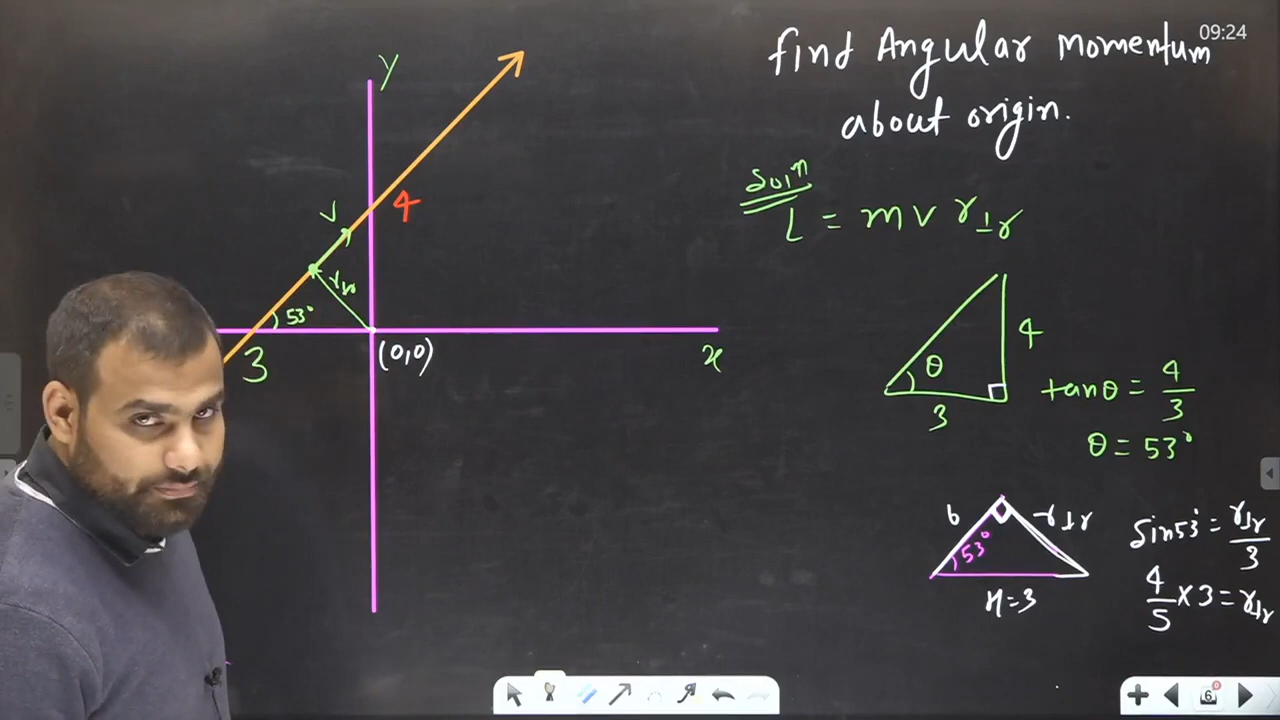 09:24
find Angular Momentum
about origin.
Solⁿ
L = m v r⊥r
y
4
v
r⊥r
53°
3
(0,0)
x
θ
4
3
tanθ = 4/3
θ = 53°
b
r⊥r
53°
H=3
sin53° = r⊥r/3
4/5 × 3 = r⊥r
6